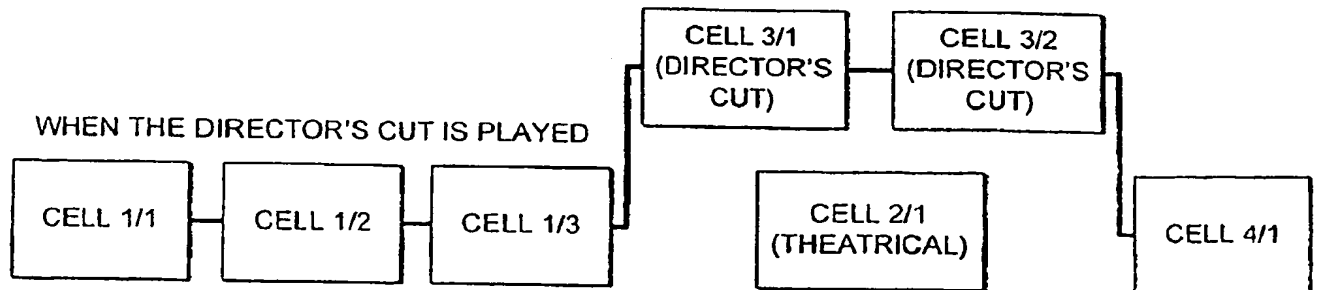 CELL 3/1
(DIRECTOR'S
CUT)
CELL 3/2
(DIRECTOR'S
CUT)
WHEN THE DIRECTOR'S CUT IS PLAYED
CELL 1/1
CELL 1/2
CELL 1/3
CELL 2/1
(THEATRICAL)
CELL 4/1